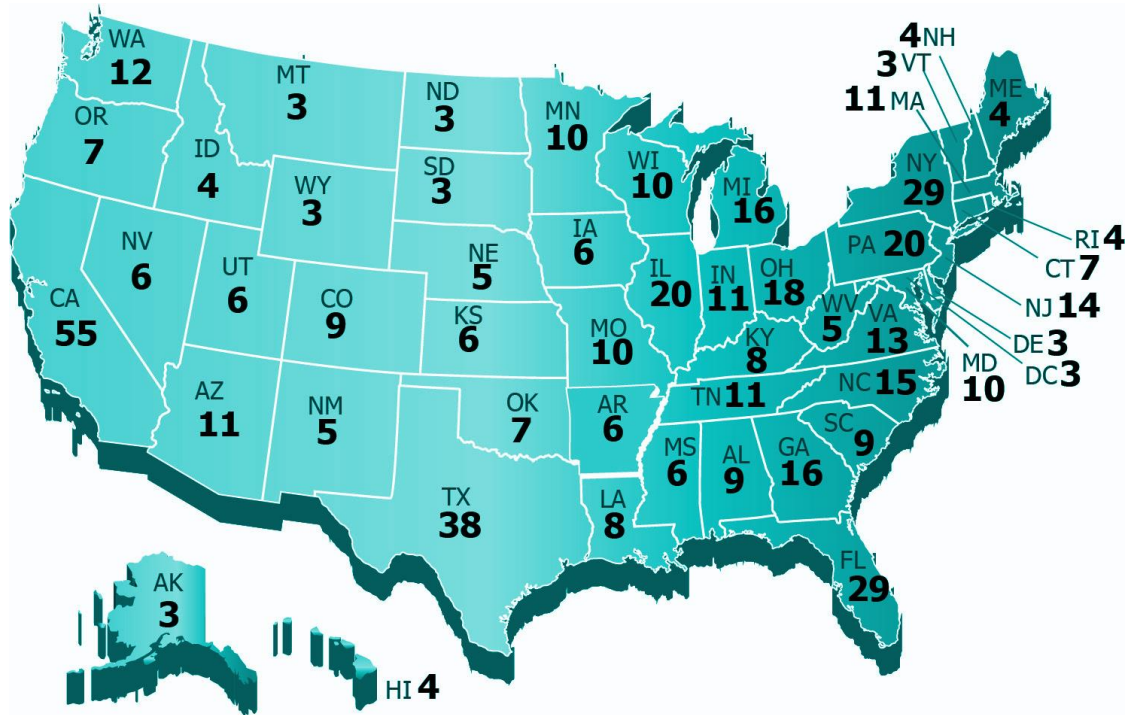 WA
12
OR
7
CA
55
NV
6
ID
4
MT
3
WY
3
UT
6
CO
9
AZ
11
NM
5
ND
3
SD
3
NE
5
KS
6
OK
7
TX
38
MN
10
IA
6
MO
10
AR
6
LA
8
WI
10
IL
20
MI
16
IN
11
OH
18
KY
8
TN 11
MS
6
AL
9
GA
16
FL
29
SC
9
NC 15
VA
13
WV
5
PA 20
NY
29
ME
4
4 NH
3 VT
11 MA
RI 4
CT 7
NJ 14
DE 3
DC 3
MD
10
AK
3
HI 4